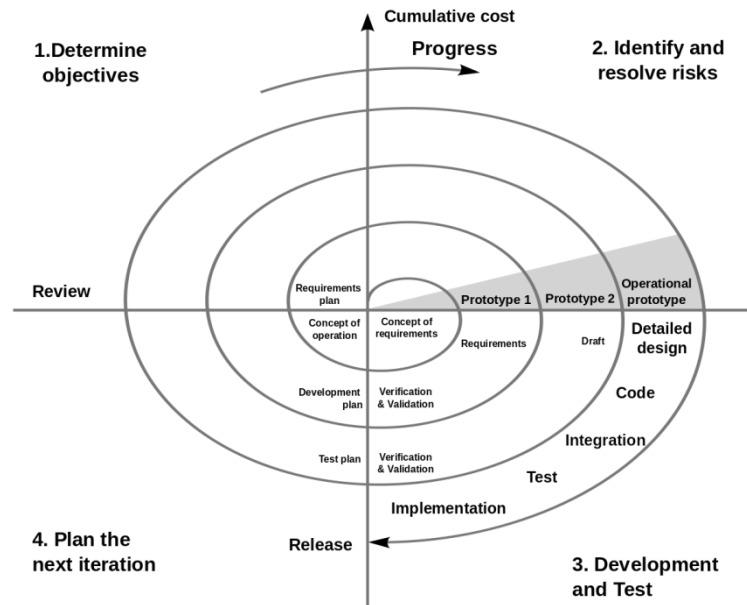 Cumulative cost
1.Determine
objectives
Progress
2. Identify and
resolve risks
Review
Requirements
plan
Prototype 1
Prototype 2
Operational
prototype
Concept of
operation
Concept of
requirements
Requirements
Draft
Detailed
design
Development
plan
Verification
& Validation
Code
Integration
Test plan
Verification
& Validation
Test
Implementation
4. Plan the
next iteration
Release
3. Development
and Test